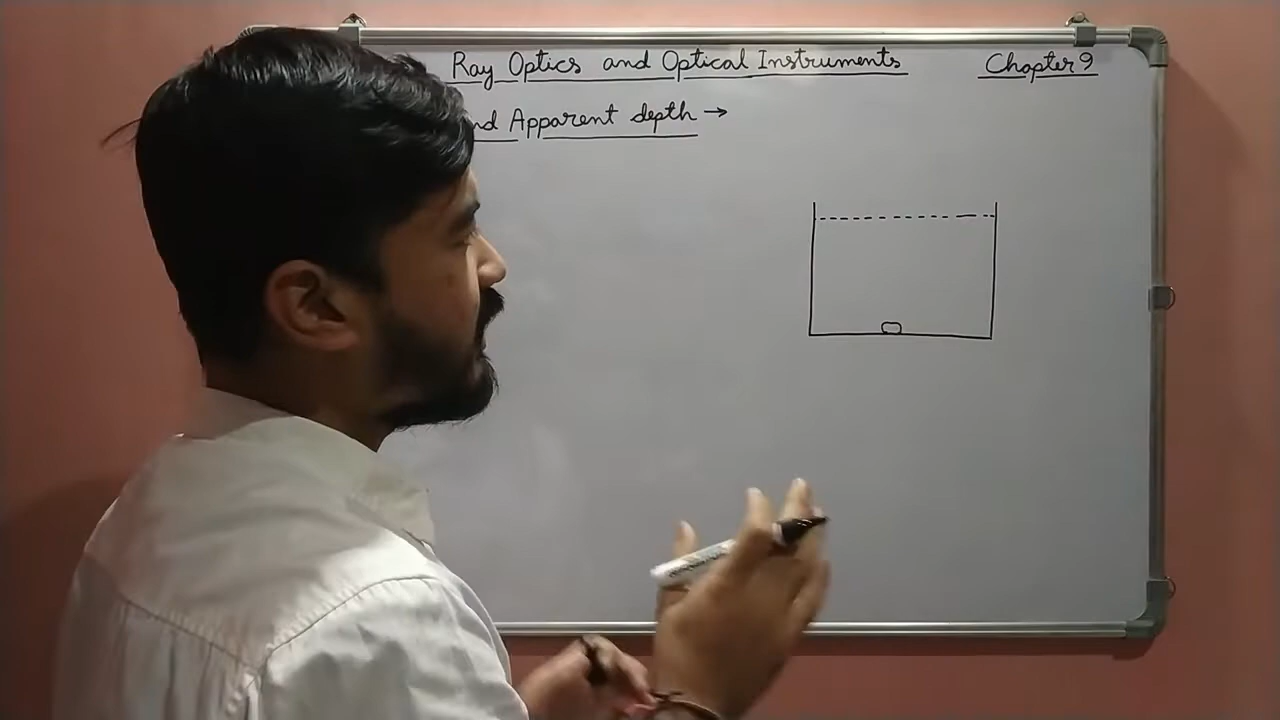 Ray Optics and Optical Instruments Chapter 9
nd Apparent depth →